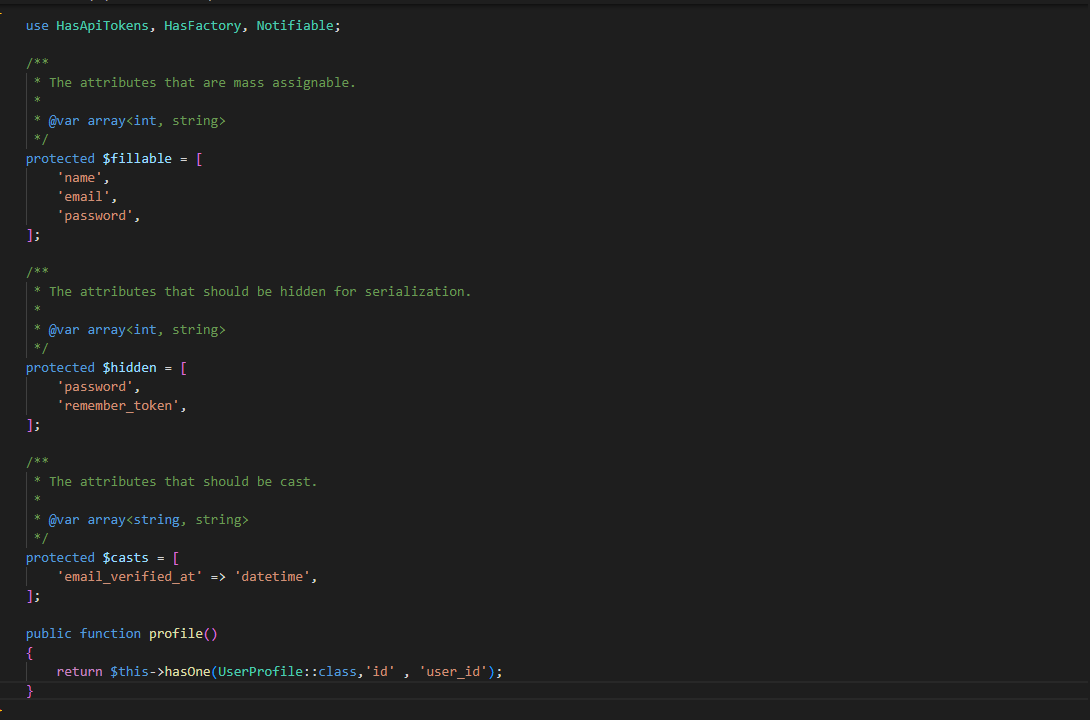 use HasApiTokens, HasFactory, Notifiable;
/**
* The attributes that are mass assignable.
*
* @var array<int, string>
*/
protected $fillable = [
'name',
'email',
'password',
];
/**
* The attributes that should be hidden for serialization.
*
* @var array<int, string>
*/
protected $hidden = [
'password',
'remember_token',
];
/**
* The attributes that should be cast.
*
* @var array<string, string>
*/
protected $casts = [
'email_verified_at' => 'datetime',
];
public function profile()
{
return $this->hasOne(UserProfile::class,'id' , 'user_id');
}